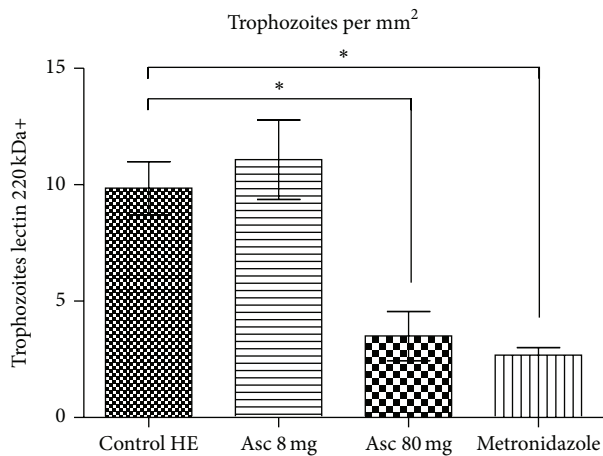 Trophozoites per mm²
*
*
15
10
5
0
Trophozoites lectin 220 kDa+
Control HE
Asc 8 mg
Asc 80 mg
Metronidazole